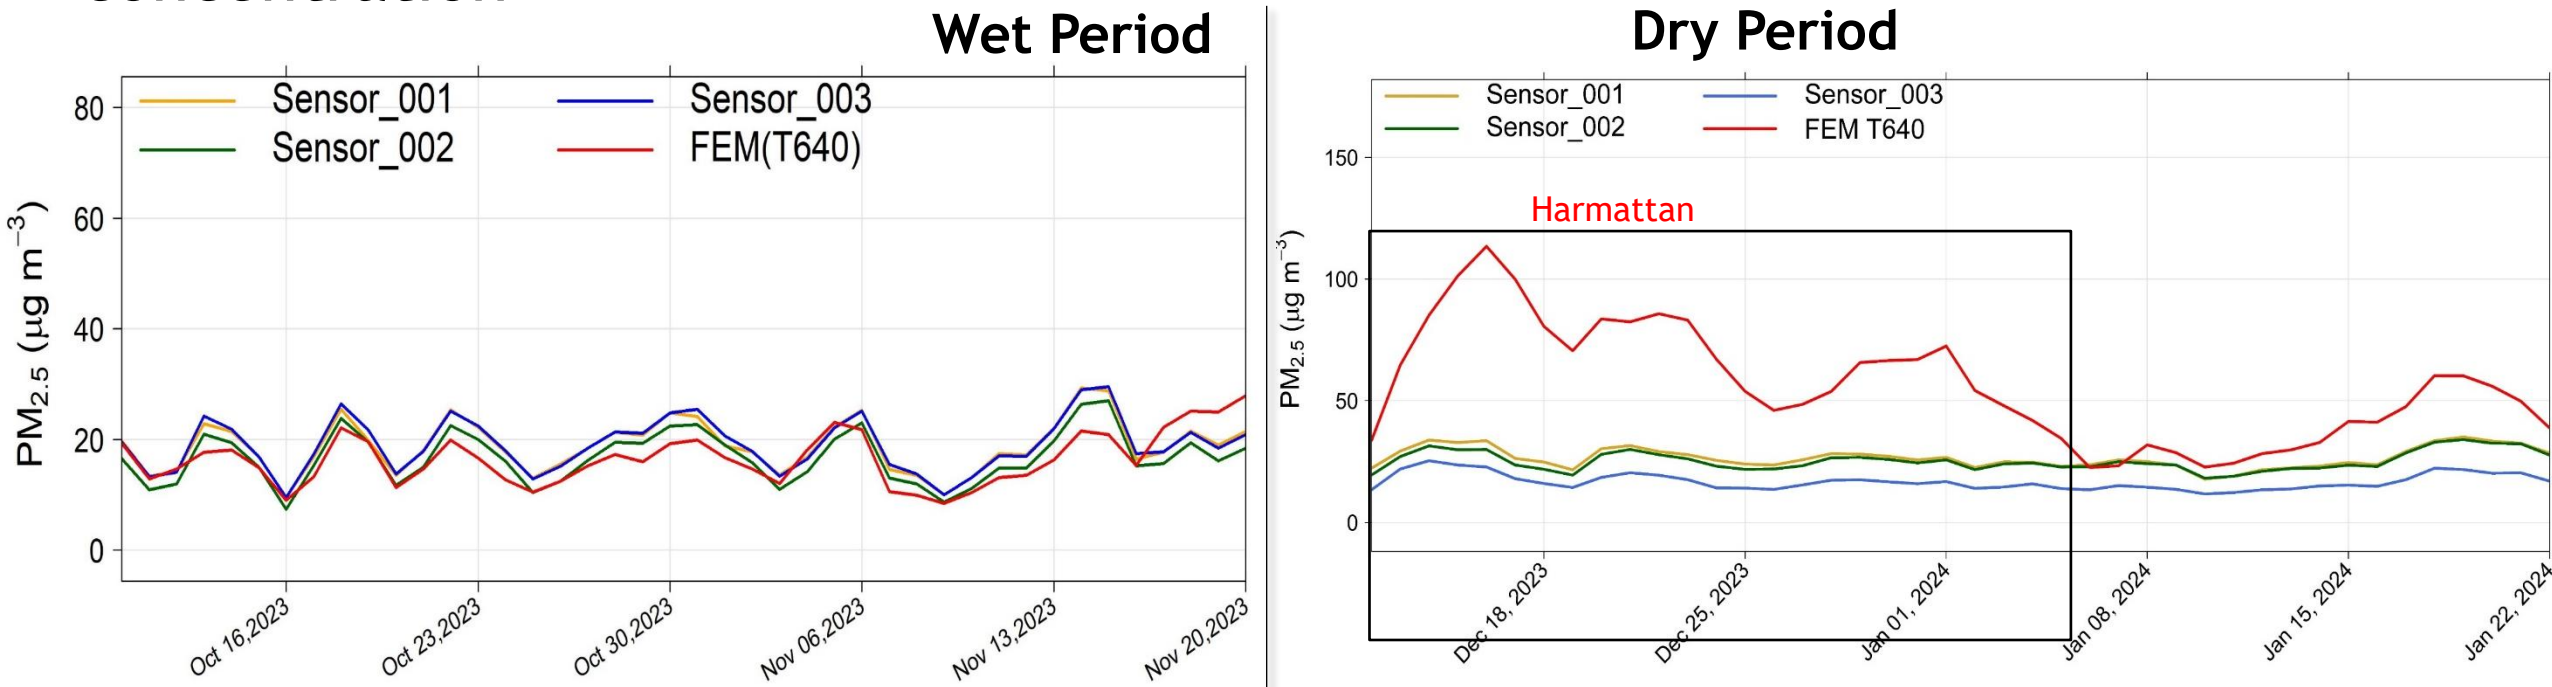 Wet Period
80
60
40
20
0
PM2.5 (μg m−3)
Sensor_001
Sensor_002
Sensor_003
FEM(T640)
Oct 16,2023
Oct 23,2023
Oct 30,2023
Nov 06,2023
Nov 13,2023
Nov 20,2023
Dry Period
150
100
50
0
PM2.5 (μg m−3)
Sensor_001
Sensor_002
Sensor_003
FEM T640
Harmattan
Dec 18, 2023
Dec 25, 2023
Jan 01, 2024
Jan 08, 2024
Jan 15, 2024
Jan 22, 2024